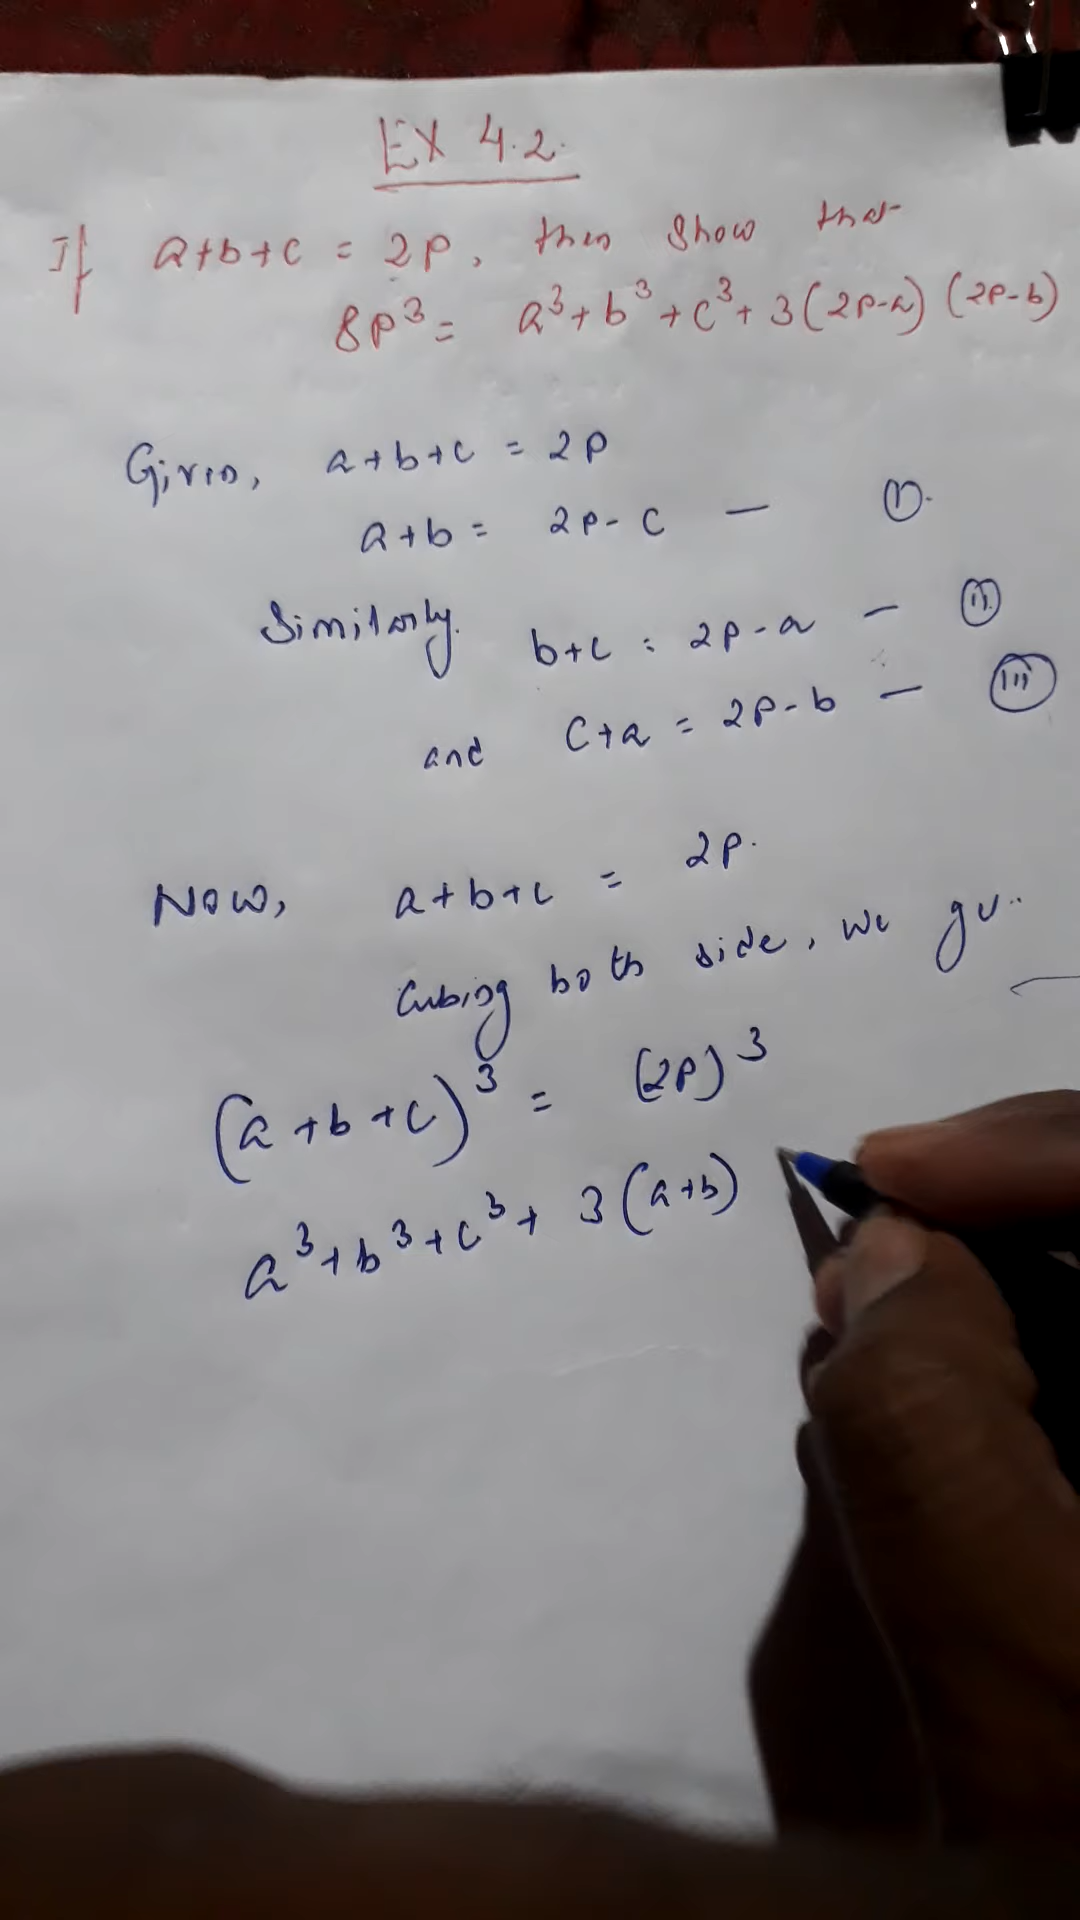 Ex 4.2.
If a+b+c = 2p, then show that
8p³ = a³+b³+c³+3(2p-a)(2p-b)
Given, a+b+c = 2p
a+b = 2p-c — (i).
Similarly. b+c = 2p-a — (ii)
and c+a = 2p-b — (iii)
Now, a+b+c = 2p.
Cubing both side, we
(a+b+c)³ = (2p)³
a³+b³+c³+ 3(a+b)